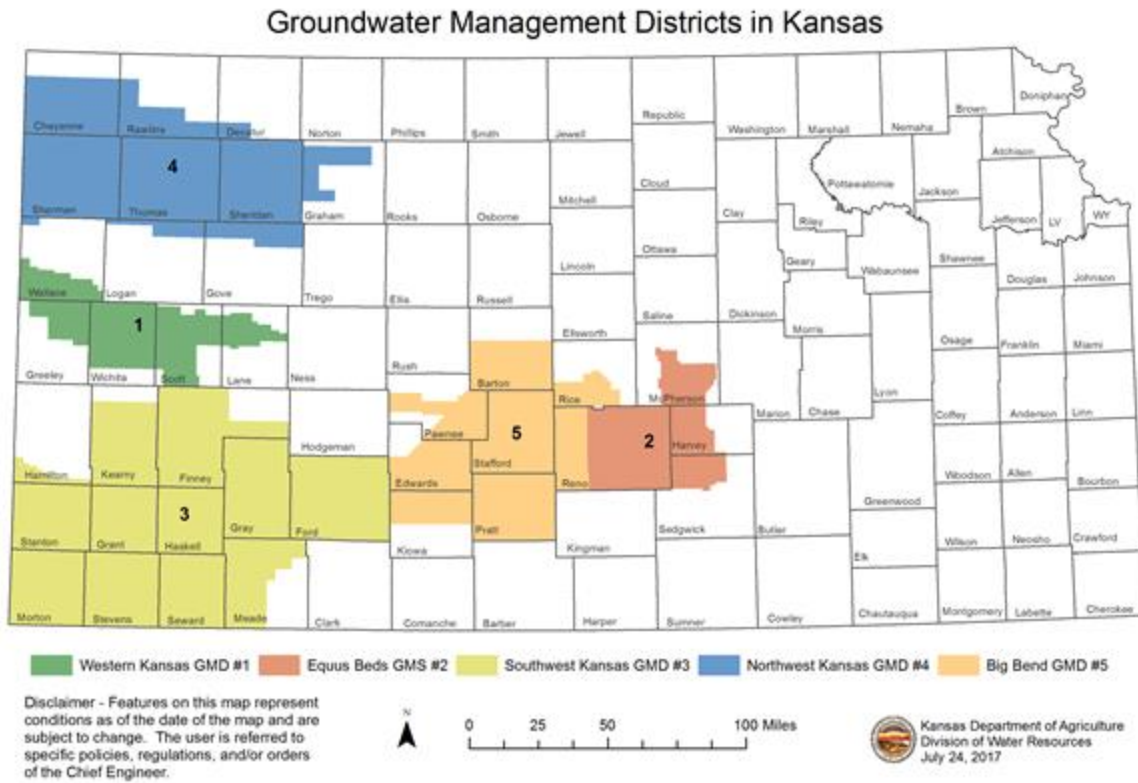 Groundwater Management Districts in Kansas
Cheyenne
Rawlins
Decatur
Norton
Phillips
Smith
Jewell
Republic
Washington
Marshall
Nemaha
Brown
Doniphan
Atchison
4
Sherman
Thomas
Sheridan
Graham
Rooks
Osborne
Mitchell
Cloud
Clay
Riley
Pottawatomie
Jackson
Jefferson
LV
WY
Wallace
Logan
Gove
Trego
Ellis
Russell
Lincoln
Ottawa
Geary
Wabaunsee
Shawnee
Douglas
Johnson
1
Greeley
Wichita
Scott
Lane
Ness
Rush
Barton
Ellsworth
Saline
Dickinson
Morris
Osage
Franklin
Miami
Rice
McPherson
Marion
Chase
Lyon
Coffey
Anderson
Linn
Hamilton
Kearny
Finney
Hodgeman
Pawnee
5
Stafford
Edwards
Reno
2
Harvey
Woodson
Allen
Bourbon
3
Stanton
Grant
Haskell
Gray
Ford
Kiowa
Pratt
Kingman
Sedgwick
Butler
Greenwood
Elk
Wilson
Neosho
Crawford
Morton
Stevens
Seward
Meade
Clark
Comanche
Barber
Harper
Sumner
Cowley
Chautauqua
Montgomery
Labette
Cherokee
Western Kansas GMD #1
Equus Beds GMS #2
Southwest Kansas GMD #3
Northwest Kansas GMD #4
Big Bend GMD #5
Disclaimer - Features on this map represent
conditions as of the date of the map and are
subject to change. The user is referred to
specific policies, regulations, and/or orders
of the Chief Engineer.
N
0 25 50 100 Miles
Kansas Department of Agriculture
Division of Water Resources
July 24, 2017